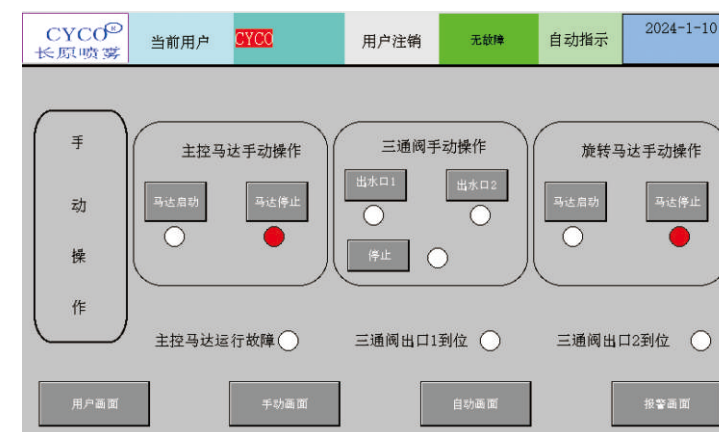 CYCO®
长原喷雾
当前用户
CYCO
用户注销
无故障
自动指示
2024-1-10
手
动
操
作
主控马达手动操作
马达启动
马达停止
三通阀手动操作
出水口1
出水口2
停止
旋转马达手动操作
马达启动
马达停止
主控马达运行故障
三通阀出口1到位
三通阀出口2到位
用户画面
手动画面
自动画面
报警画面